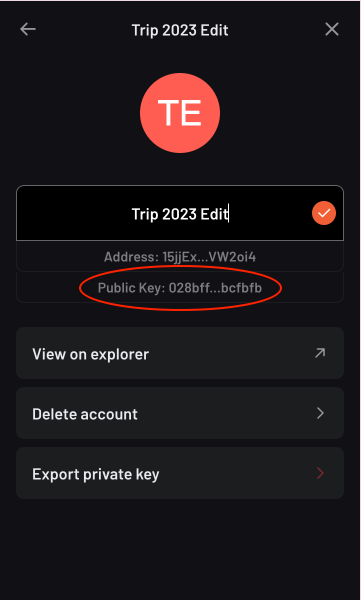 Trip 2023 Edit
TE
Trip 2023 Edit
Address: 15jjEx...VW2oi4
Public Key: 028bff...bcfbfb
View on explorer
Delete account
Export private key